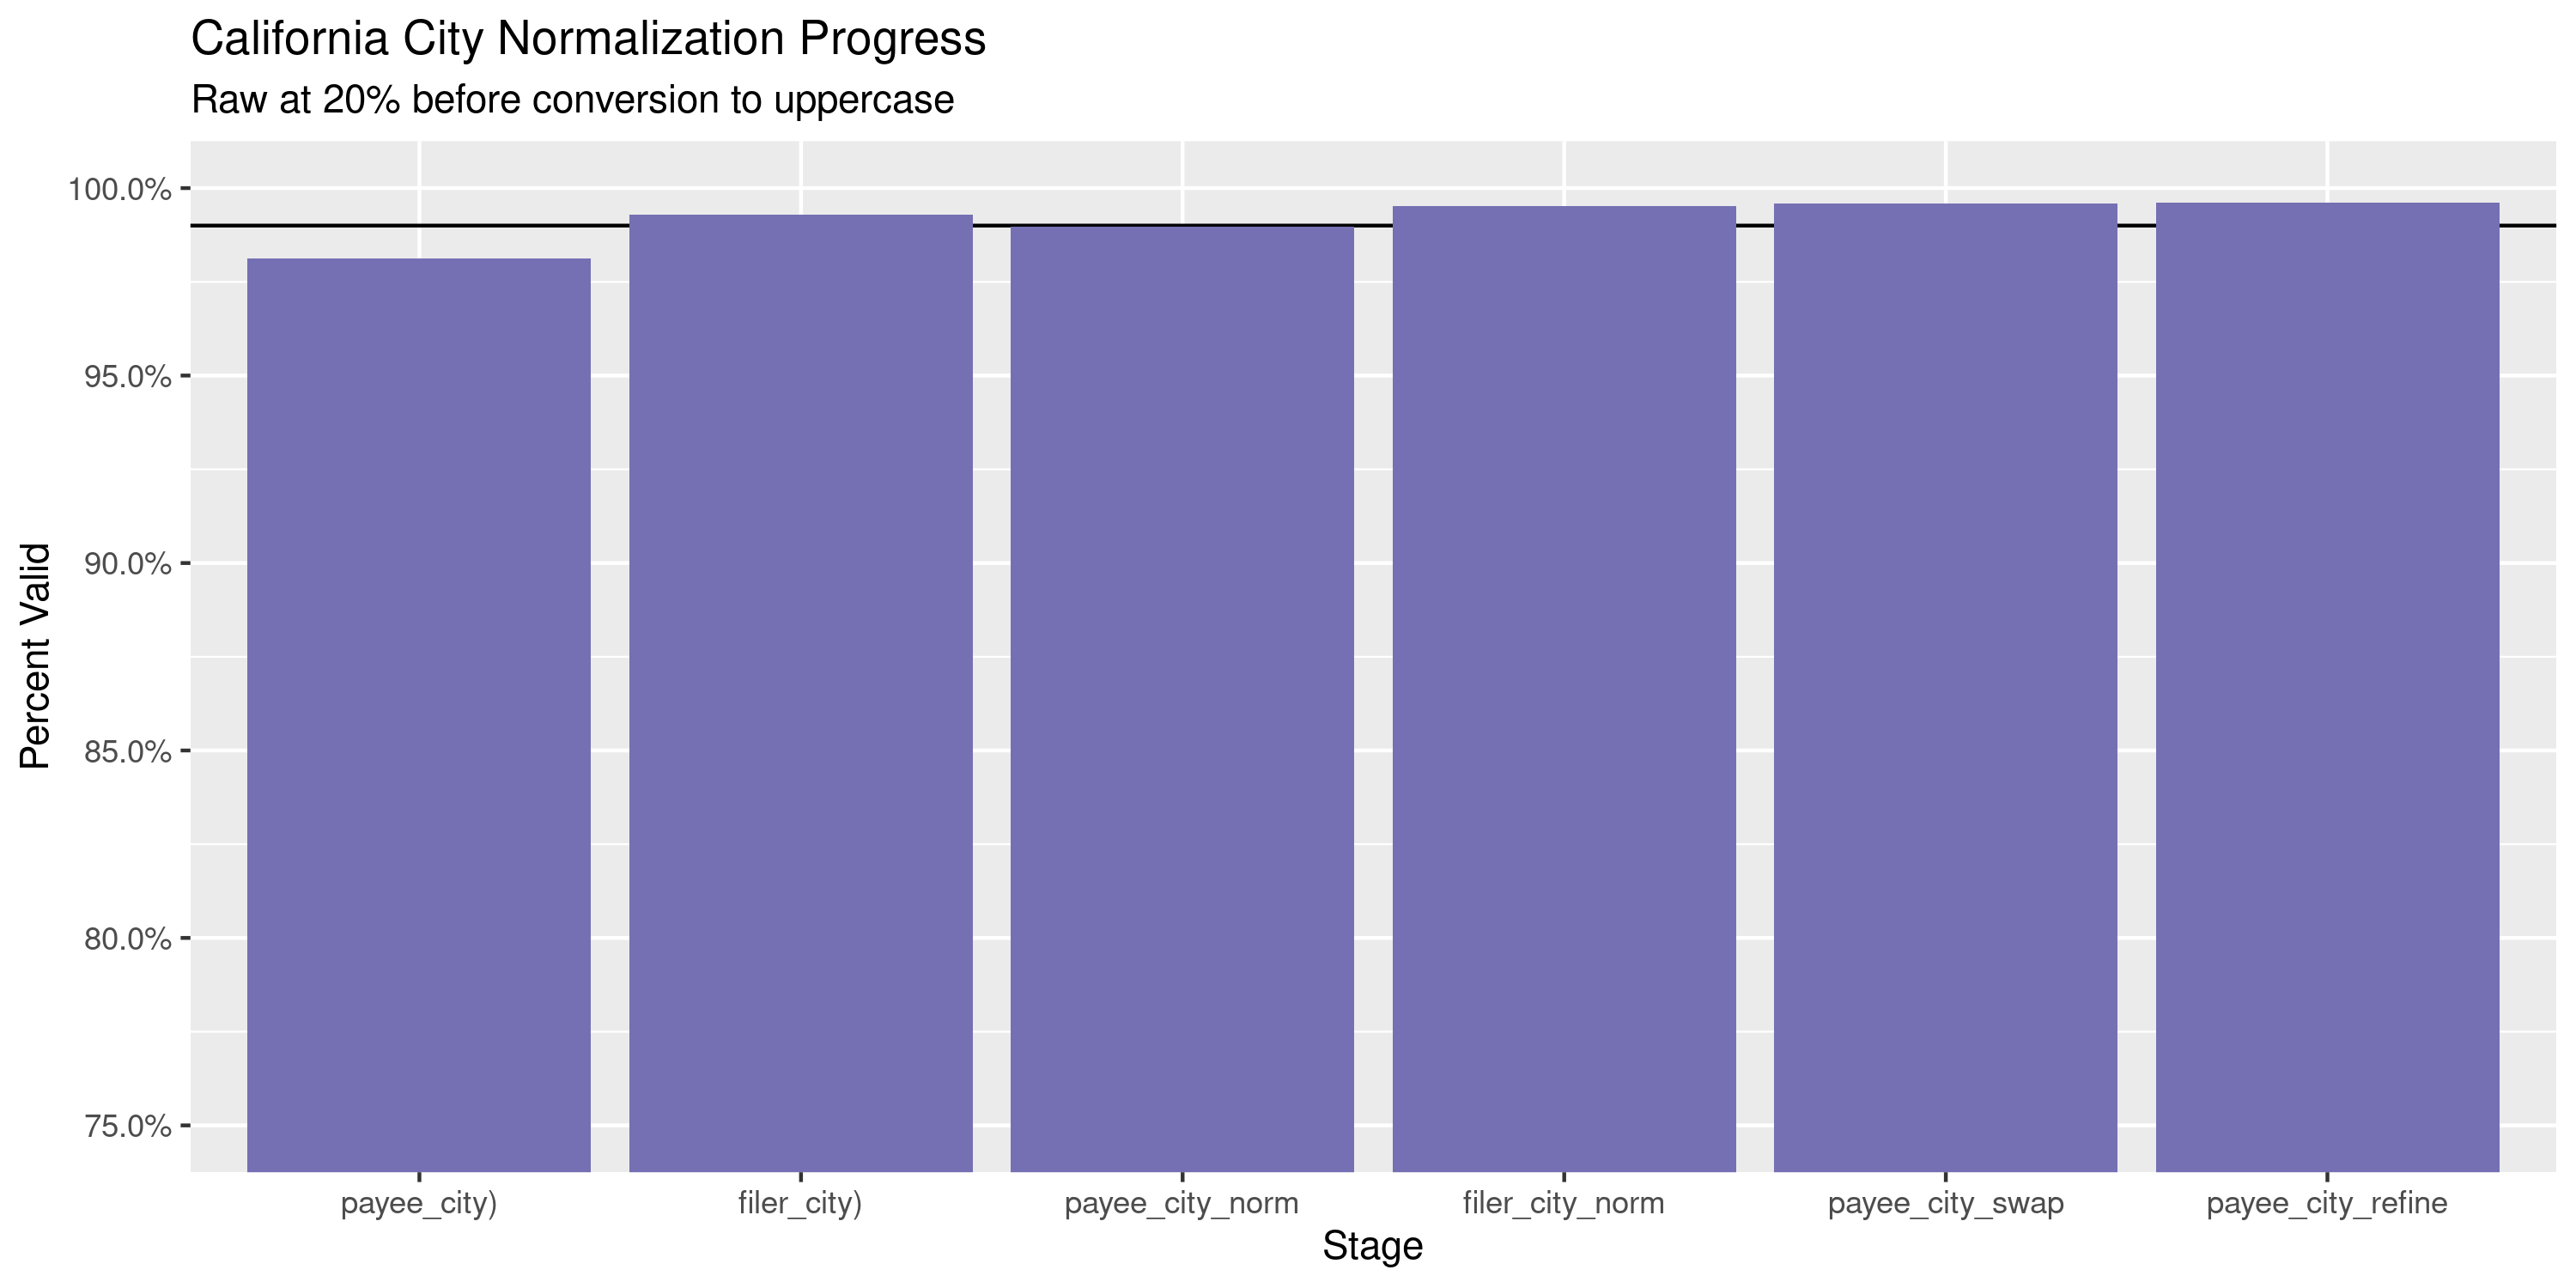 California City Normalization Progress
Raw at 20% before conversion to uppercase
Percent Valid
100.0%
95.0%
90.0%
85.0%
80.0%
75.0%
payee_city) filer_city) payee_city_norm filer_city_norm payee_city_swap payee_city_refine
Stage